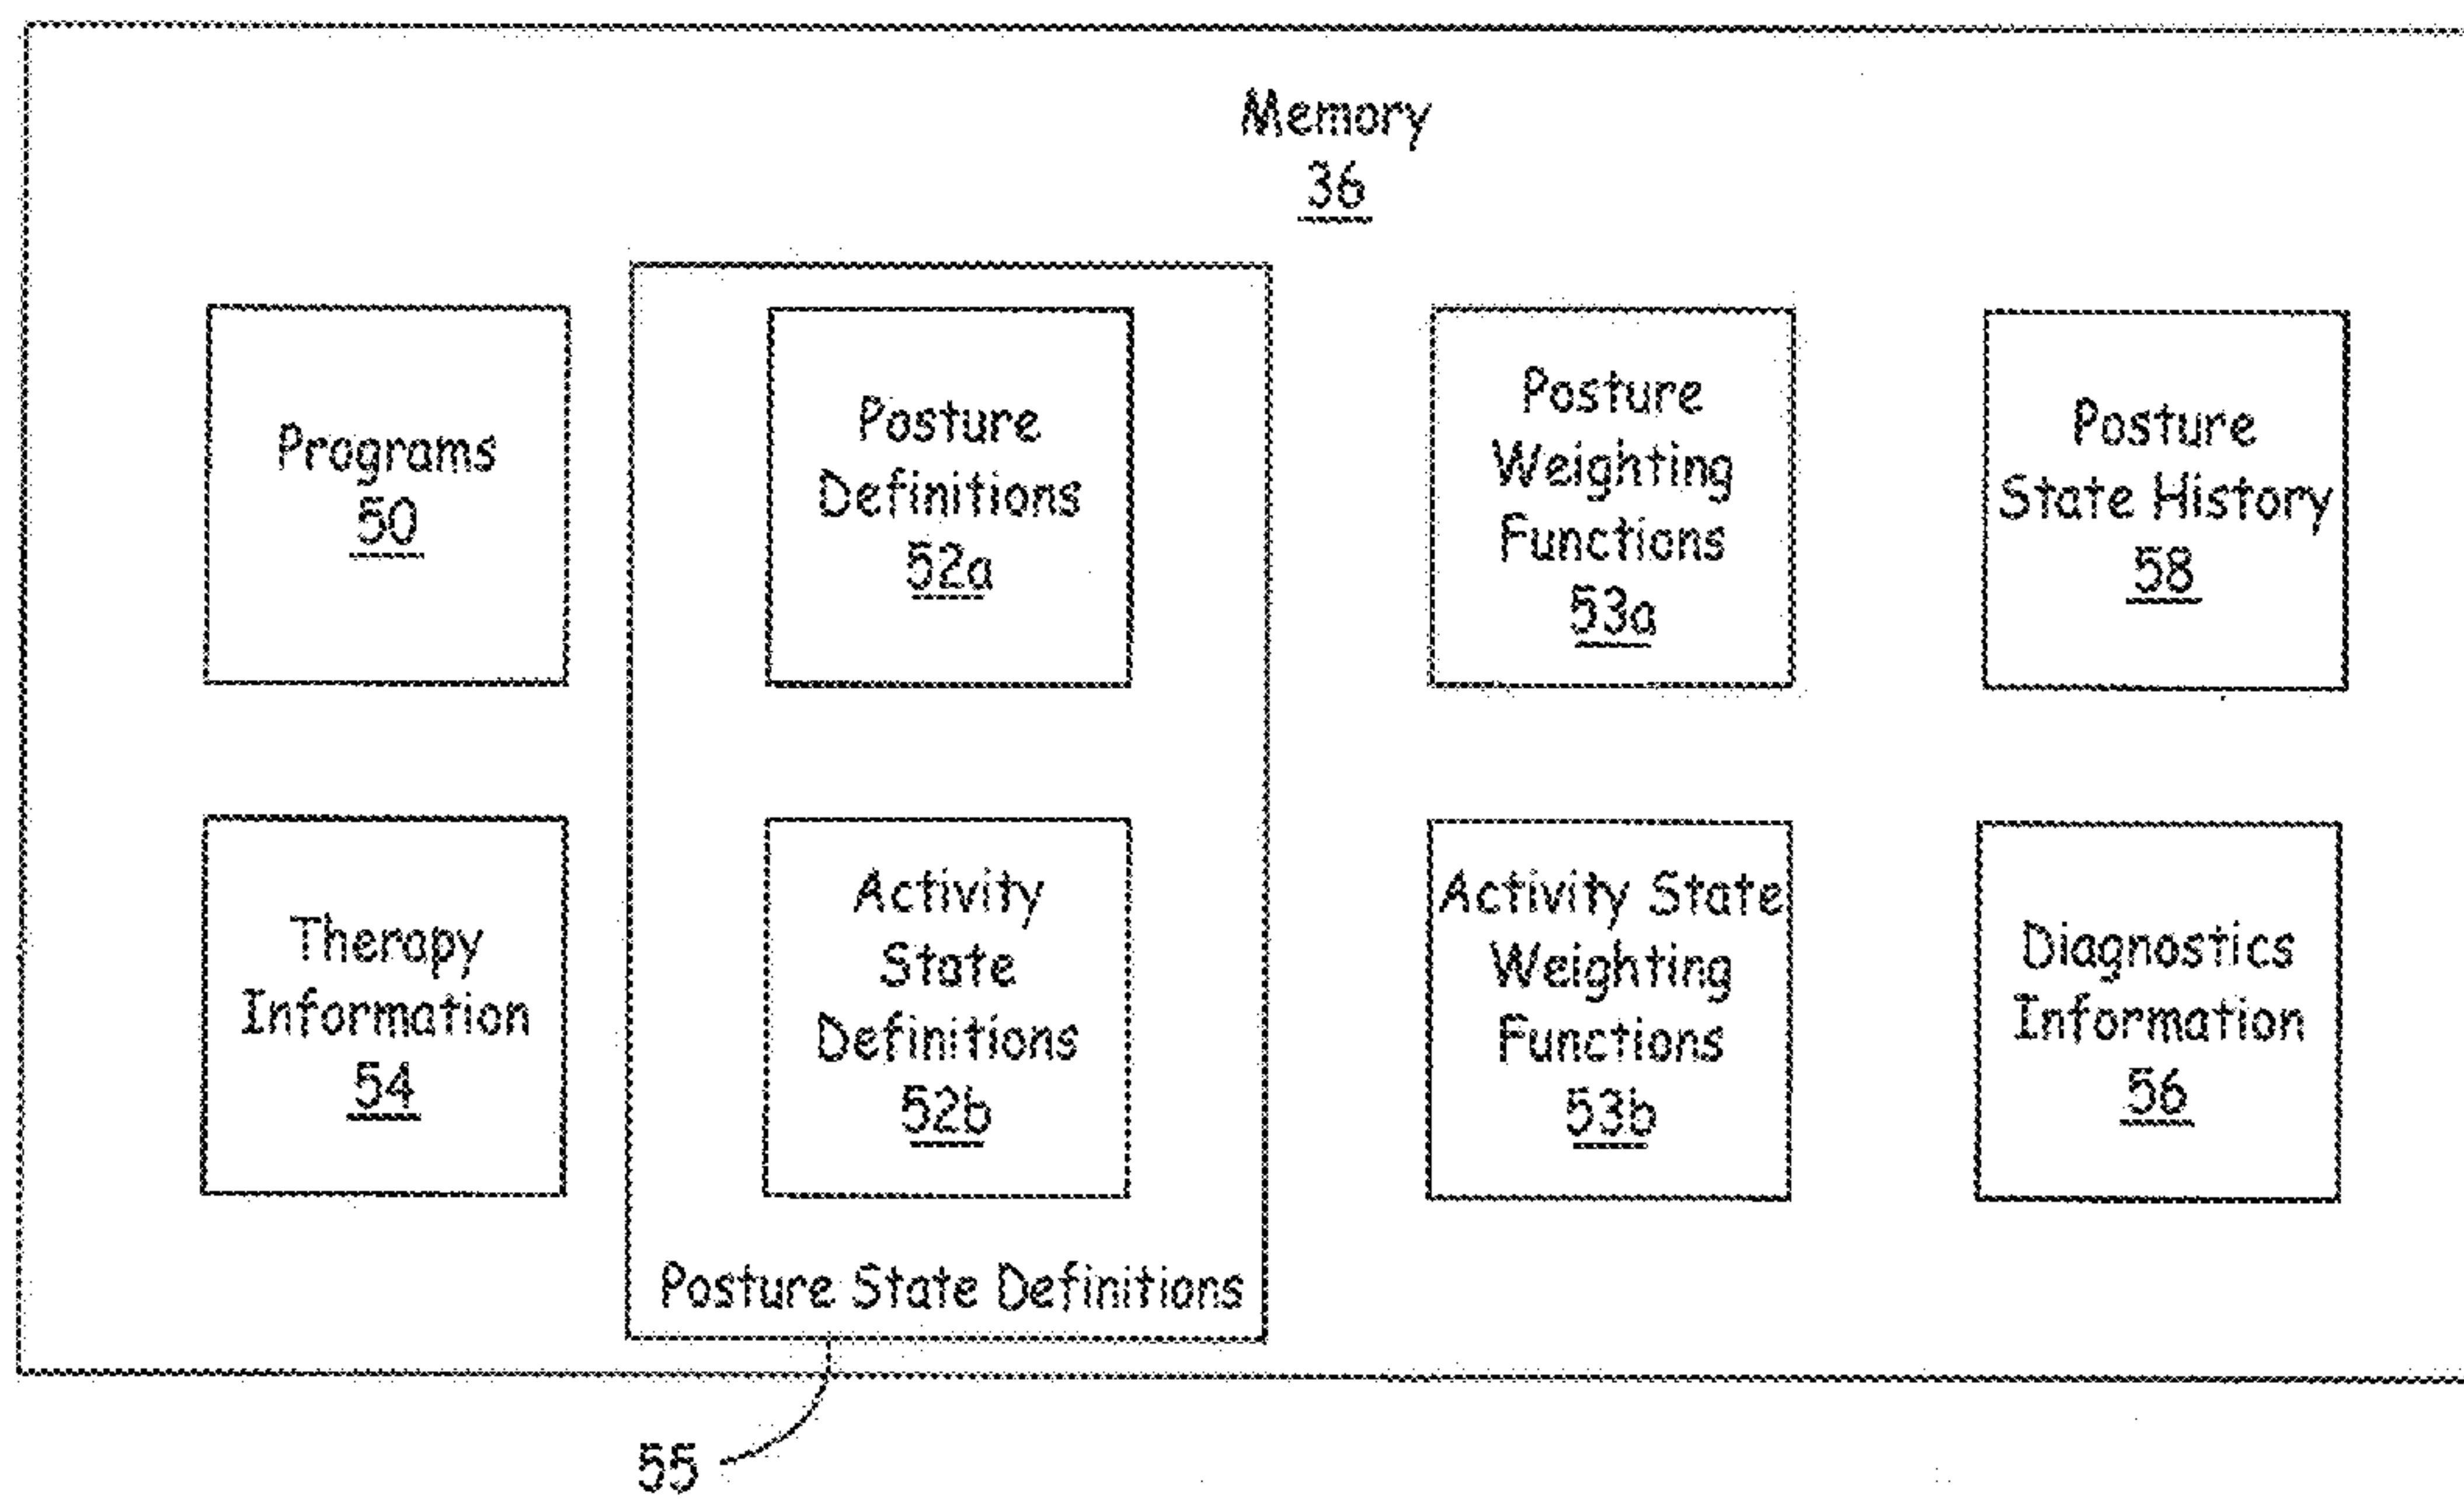 Memory
36
Programs
50
Posture
Definitions
52a
Posture
Weighting
Functions
53a
Posture
State History
58
Therapy
Information
54
Activity
State
Definitions
52b
Activity State
Weighting
Functions
53b
Diagnostics
Information
56
Posture State Definitions
55